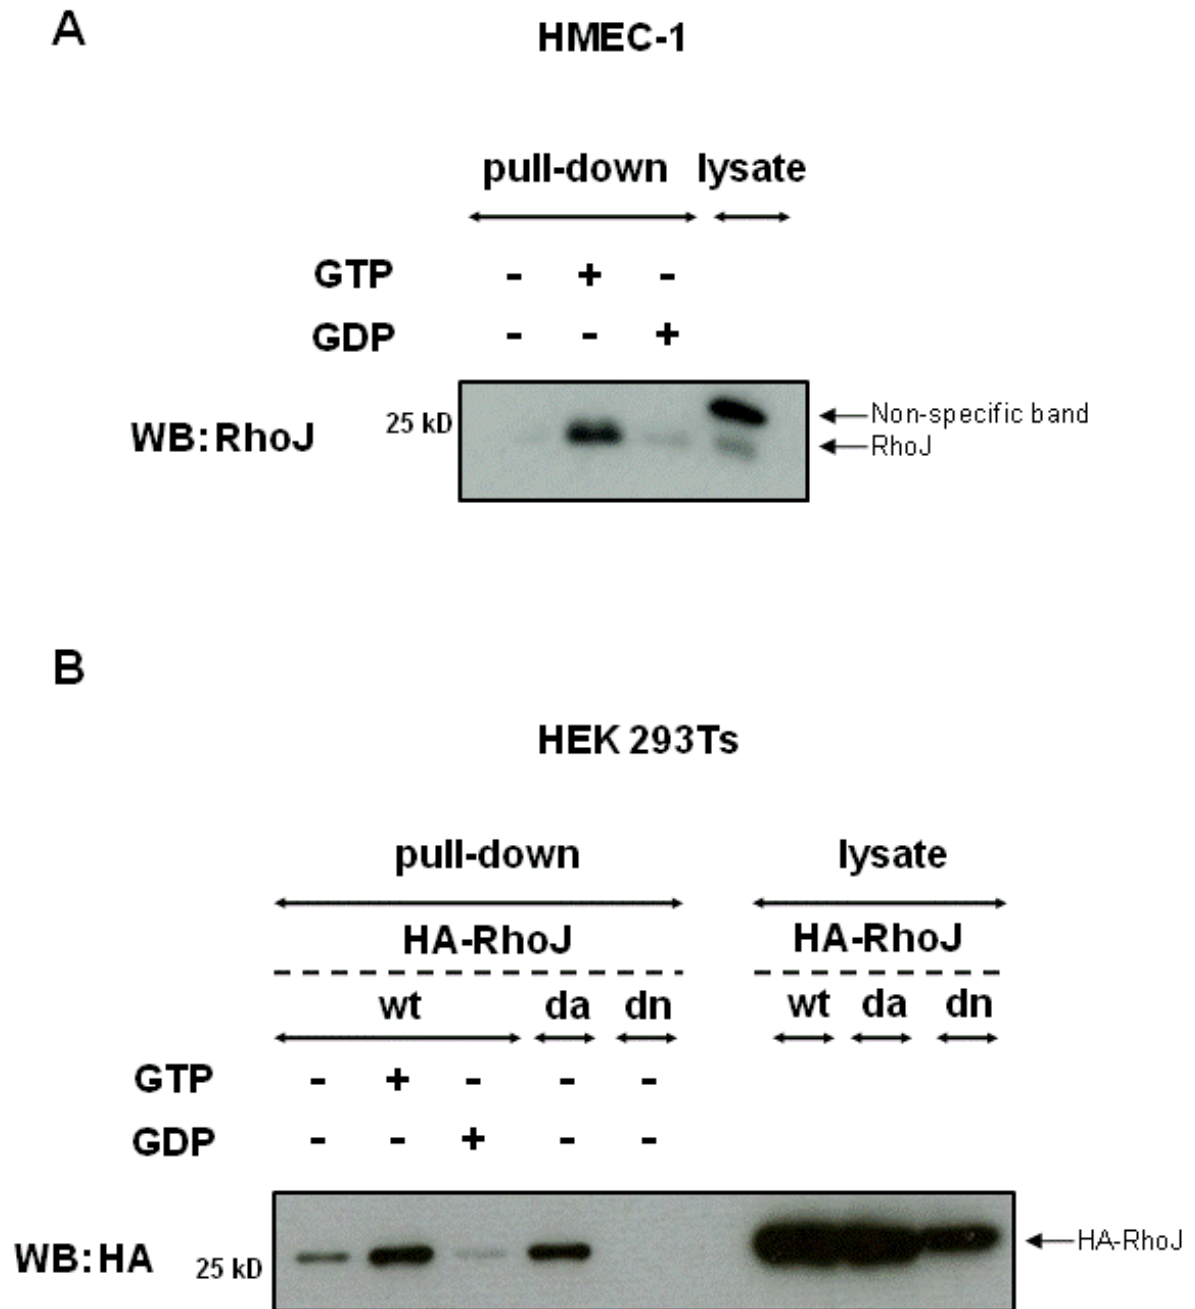 A
HMEC-1
pull-down lysate
GTP - + -
GDP - - +
WB: RhoJ
25 kD
Non-specific band
RhoJ
B
HEK 293Ts
pull-down lysate
HA-RhoJ HA-RhoJ
wt da dn wt da dn
GTP - + - - -
GDP - - + - -
WB: HA
25 kD
HA-RhoJ